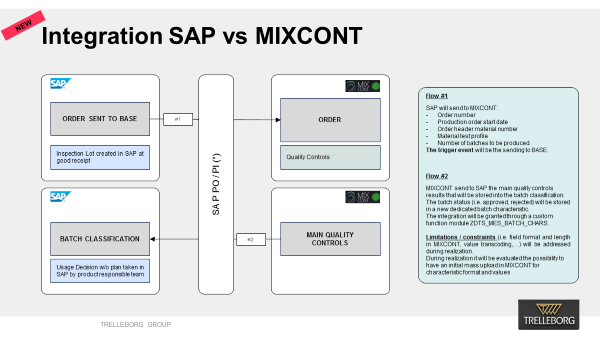 NEW
Integration SAP vs MIXCONT
SAP
ORDER SENT TO BASE
Inspection Lot created in SAP at
good receipt
#1
SAP PO / PI (*)
MIX
CONT
ORDER
Quality Controls
SAP
BATCH CLASSIFICATION
Usage Decision w/o plan taken in
SAP by product responsible team
#2
MIX
CONT
MAIN QUALITY
CONTROLS
Flow #1
SAP will send to MIXCONT:
- Order number
- Production order start date
- Order header material number
- Material test profile
- Number of batches to be produced.
The trigger event will be the sending to BASE.
Flow #2
MIXCONT send to SAP the main quality controls
results that will be stored into the batch classification.
The batch status (i.e. approved, rejected) will be stored
in a new dedicated batch characteristic.
The integration will be granted through a custom
function module ZDTS_MES_BATCH_CHARS.
Limitations / constraints (i.e. field format and length
in MIXCONT, value transcoding,...) will be addressed
during realization.
During realization it will be evaluated the possibility to
have an initial mass upload in MIXCONT for
characteristic format and values
TRELLEBORG GROUP
TRELLEBORG